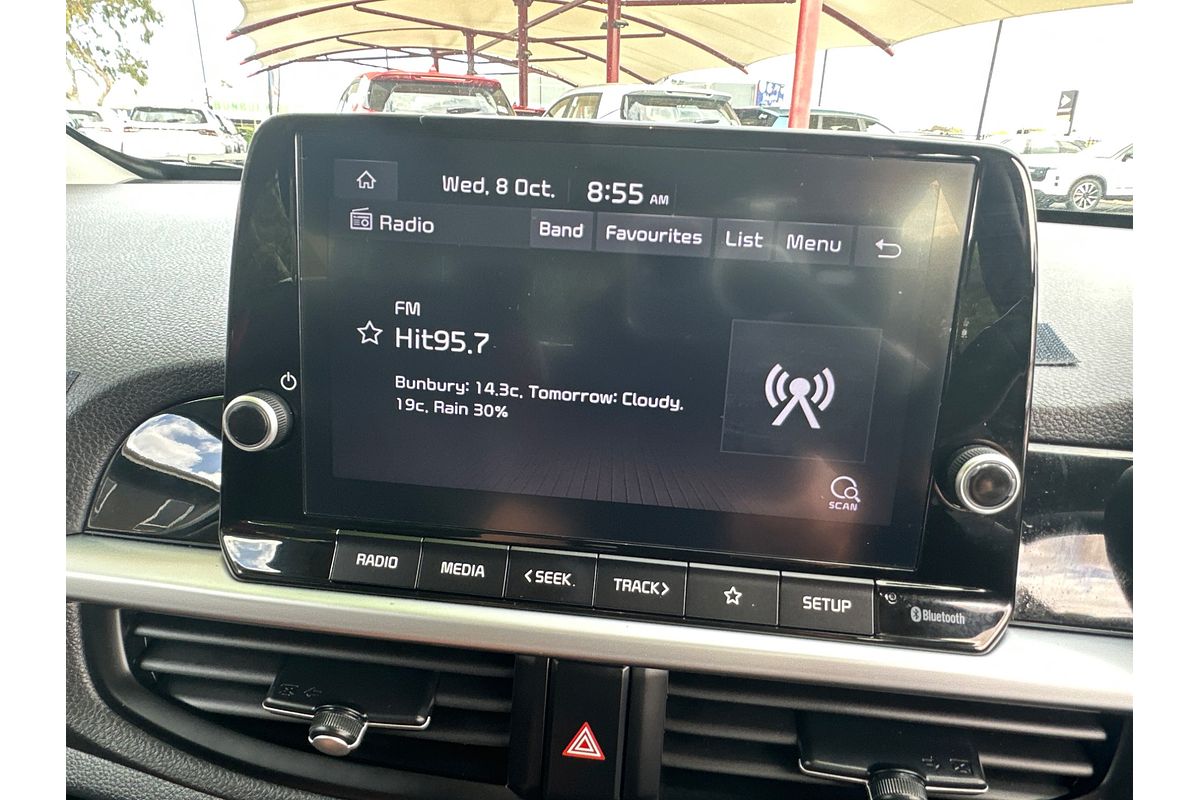 Wed, 8 Oct. 8:55 AM
Radio Band Favourites List Menu
FM
Hit95.7
Bunbury: 14.3c, Tomorrow: Cloudy.
19c, Rain 30%
SCAN
RADIO MEDIA <SEEK TRACK> SETUP
Bluetooth